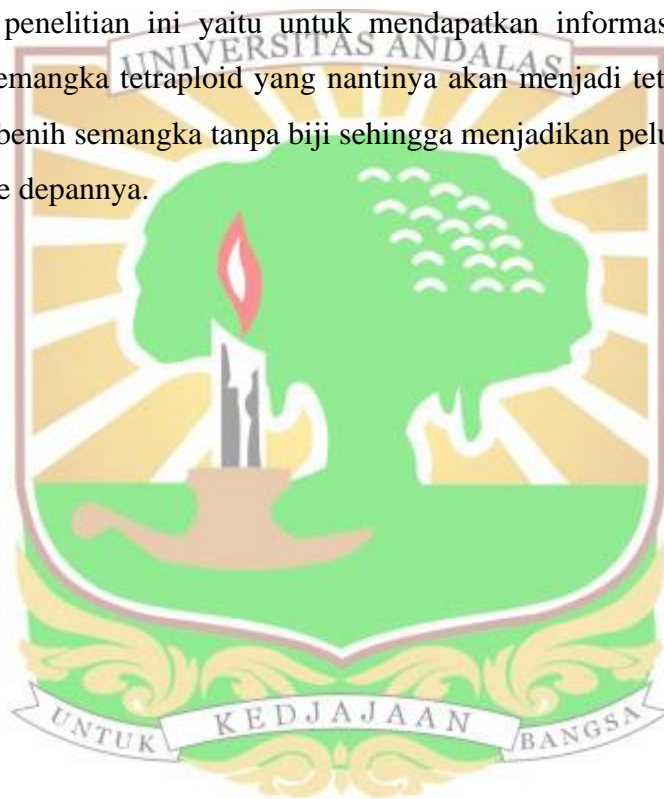 penelitian ini yaitu untuk mendapatkan informas
UNIVERSITAS ANDALAS
emangka tetraploid yang nantinya akan menjadi tet
benih semangka tanpa biji sehingga menjadikan pelu
e depannya.
UNTUK KEDJAJAAN BANGSA